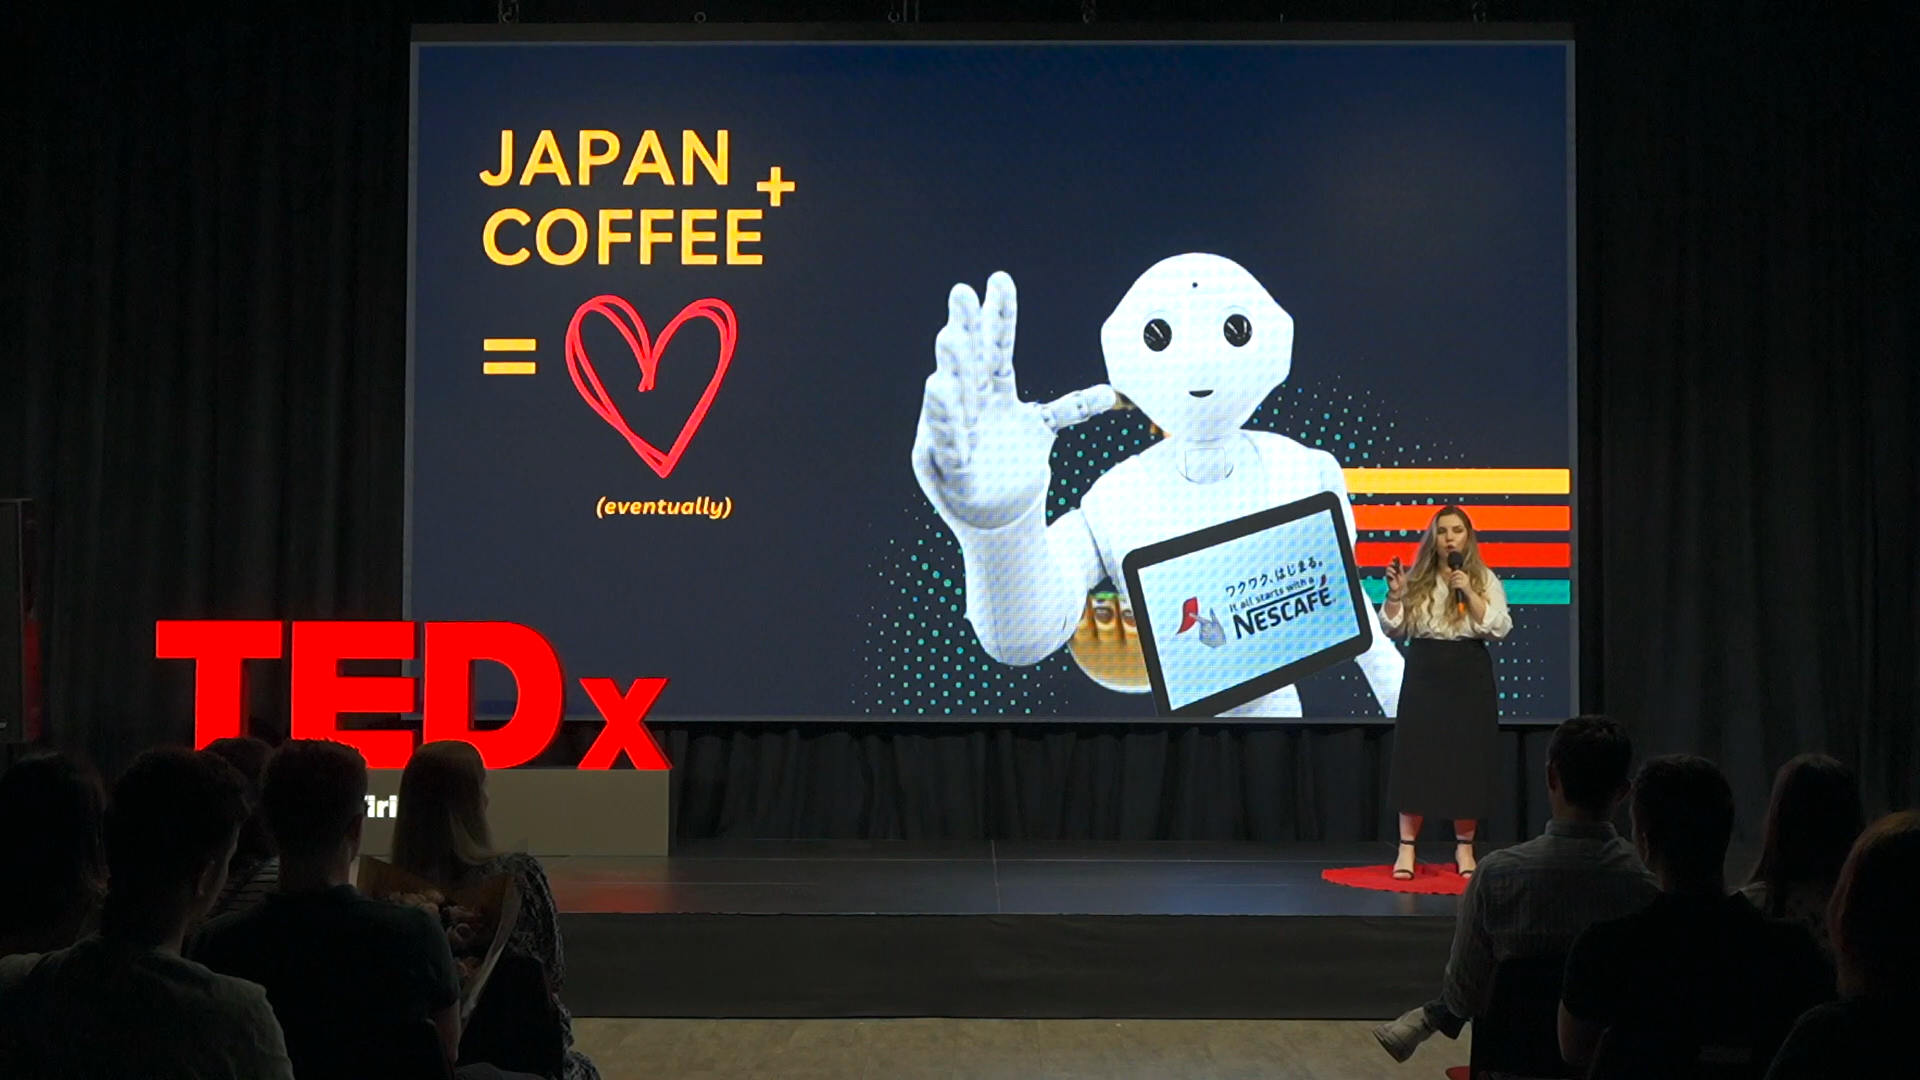 JAPAN +
COFFEE
=
(eventually)
ワクワク、はじまる。
It all starts with a
NESCAFÉ
TEDx